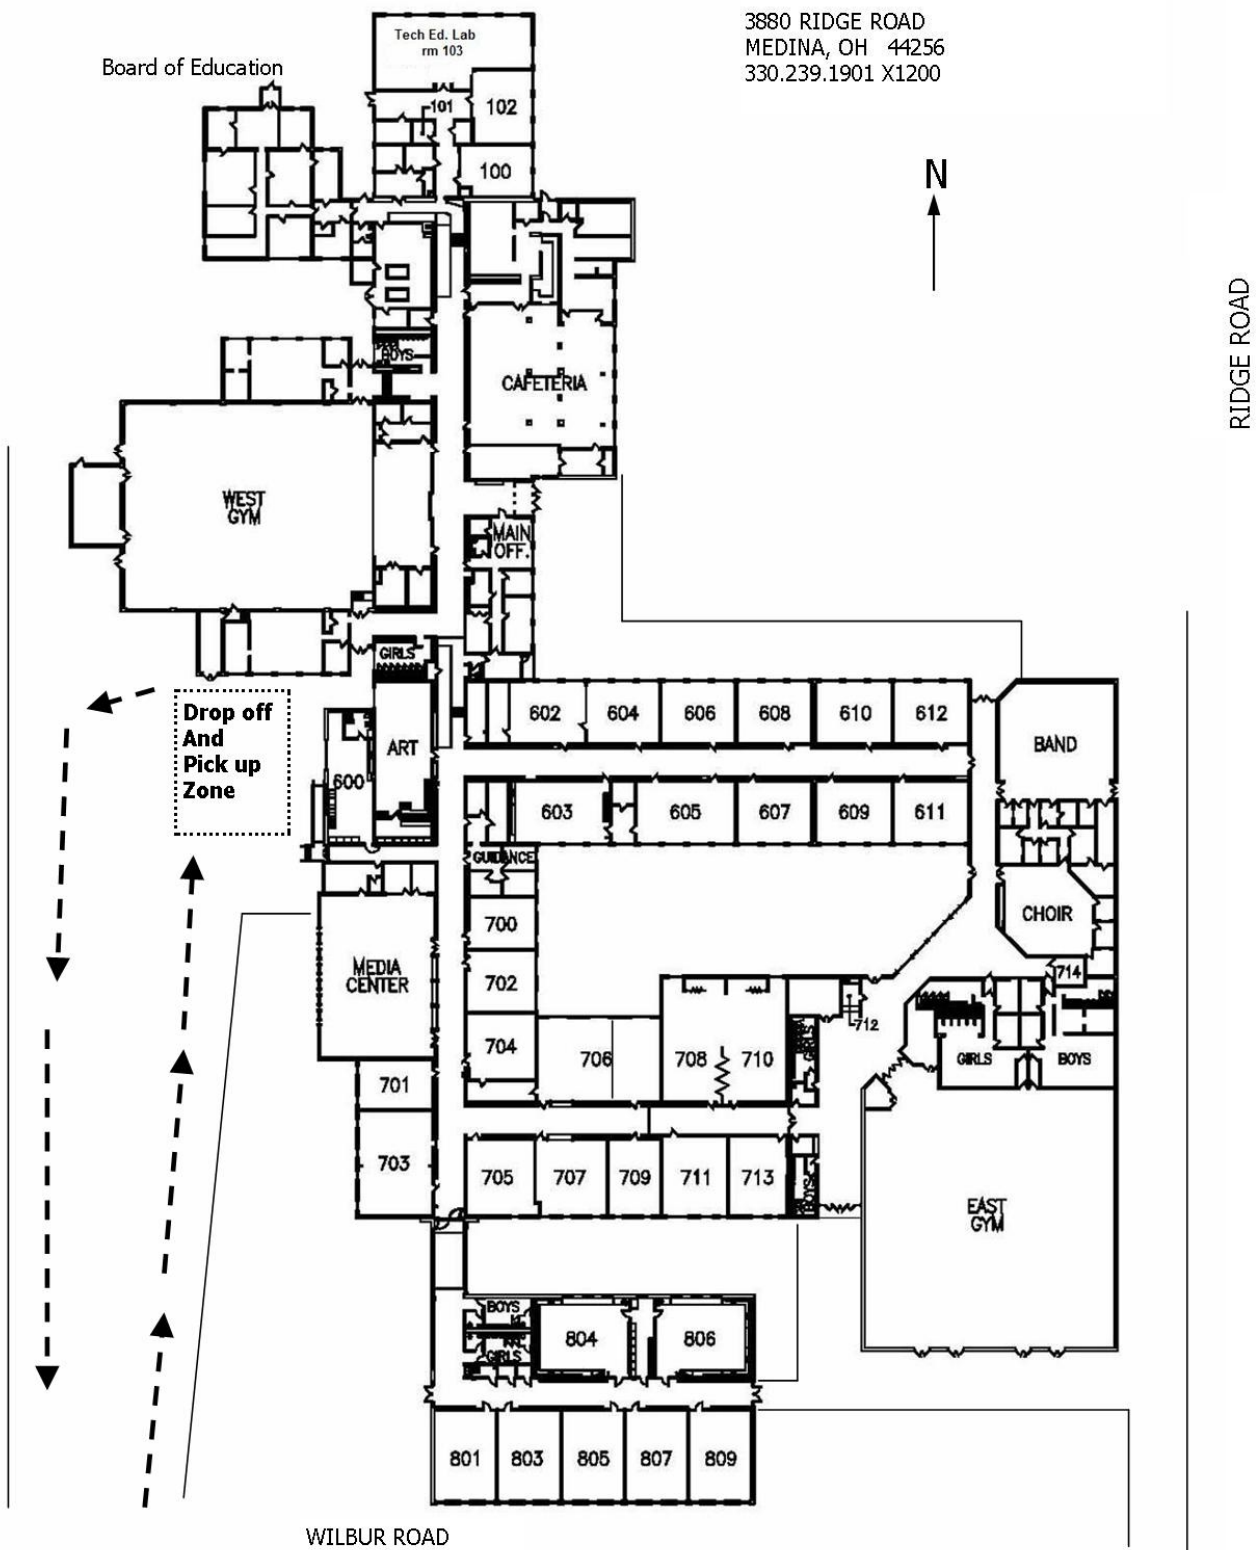 3880 RIDGE ROAD
MEDINA, OH 44256
330.239.1901 X1200
Tech Ed. Lab
rm 103
Board of Education
101
102
100
N
RIDGE ROAD
BOYS
CAFETERIA
WEST
GYM
MAIN
OFF.
GIRLS
Drop off
And
Pick up
Zone
ART
600
602 604 606 608 610 612
BAND
603 605 607 609 611
GUIDANCE
700
CHOIR
MEDIA
CENTER
702
714
704
706
708 710
GIRLS
712
GIRLS
BOYS
701
703
705 707 709 711 713
BOYS
EAST
GYM
BOYS
GIRLS
804
806
801 803 805 807 809
WILBUR ROAD